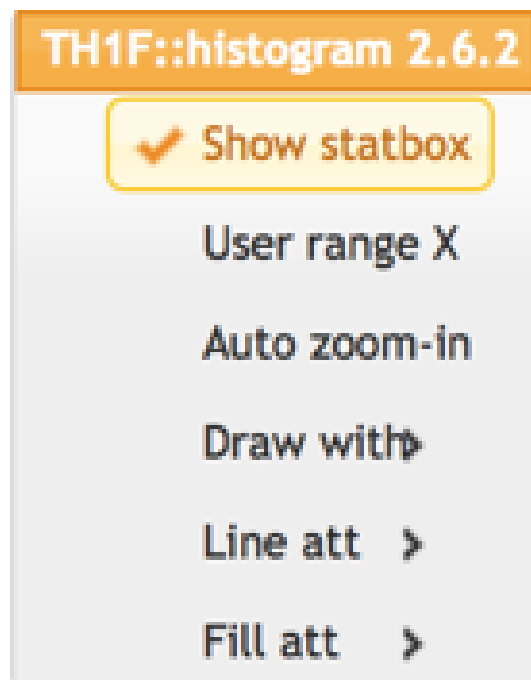 TH1F::histogram 2.6.2
Show statbox
User range X
Auto zoom-in
Draw with
Line att
Fill att